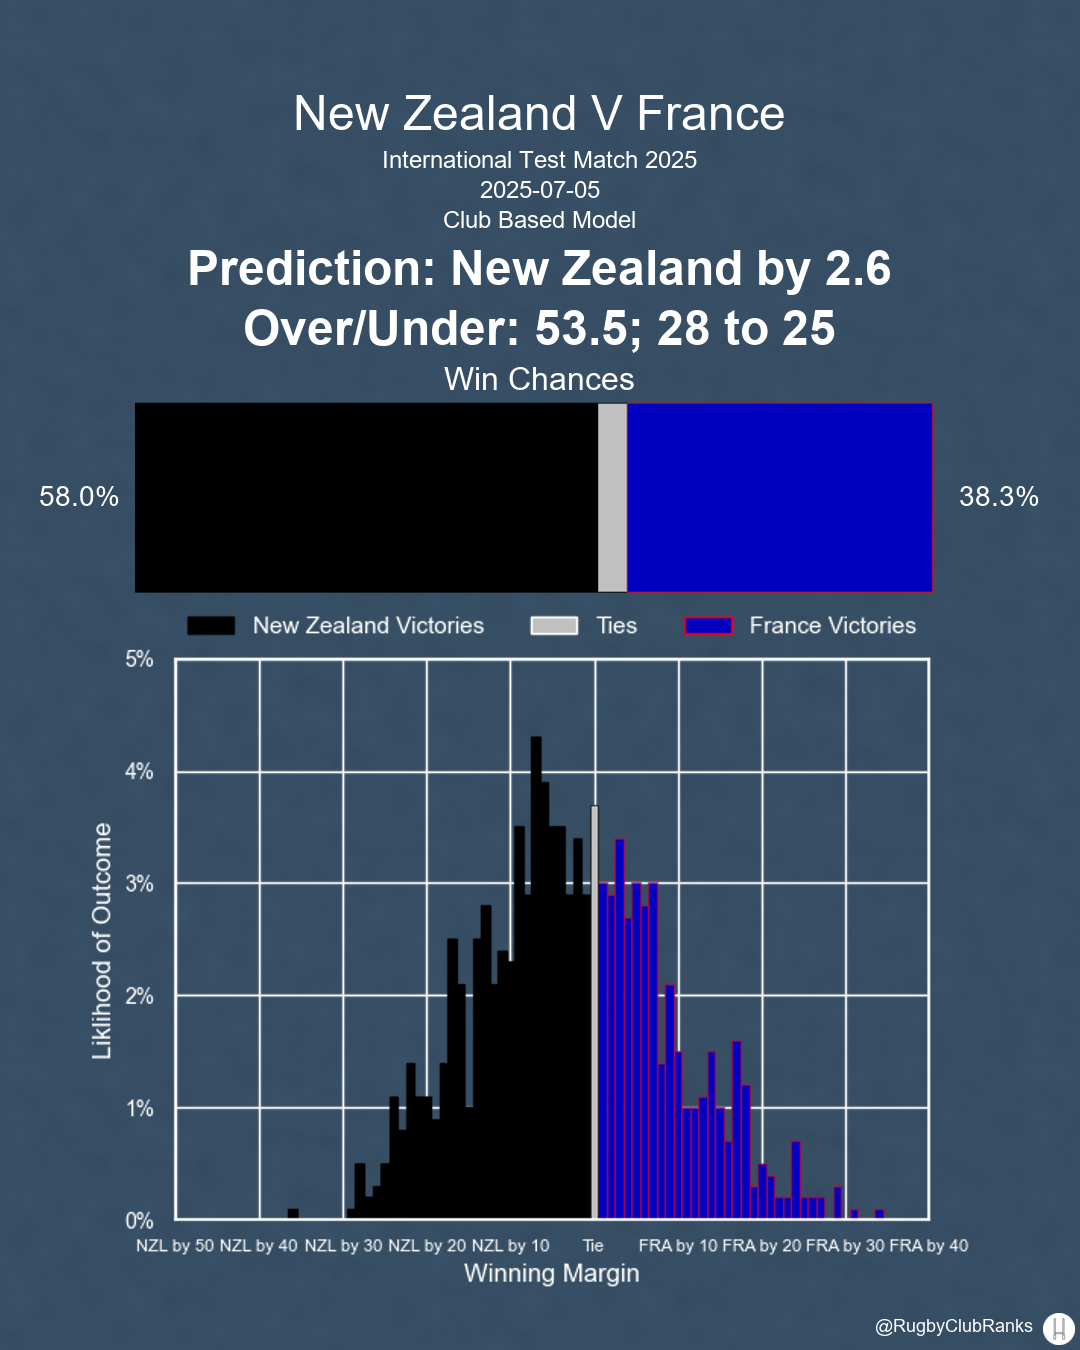 New Zealand V France
International Test Match 2025
2025-07-05
Club Based Model
Prediction: New Zealand by 2.6
Over/Under: 53.5; 28 to 25
Win Chances
58.0%
38.3%
New Zealand Victories
Ties
France Victories
5%
4%
3%
2%
1%
0%
Liklihood of Outcome
NZL by 50 NZL by 40 NZL by 30 NZL by 20 NZL by 10 Tie FRA by 10 FRA by 20 FRA by 30 FRA by 40
Winning Margin
@RugbyClubRanks